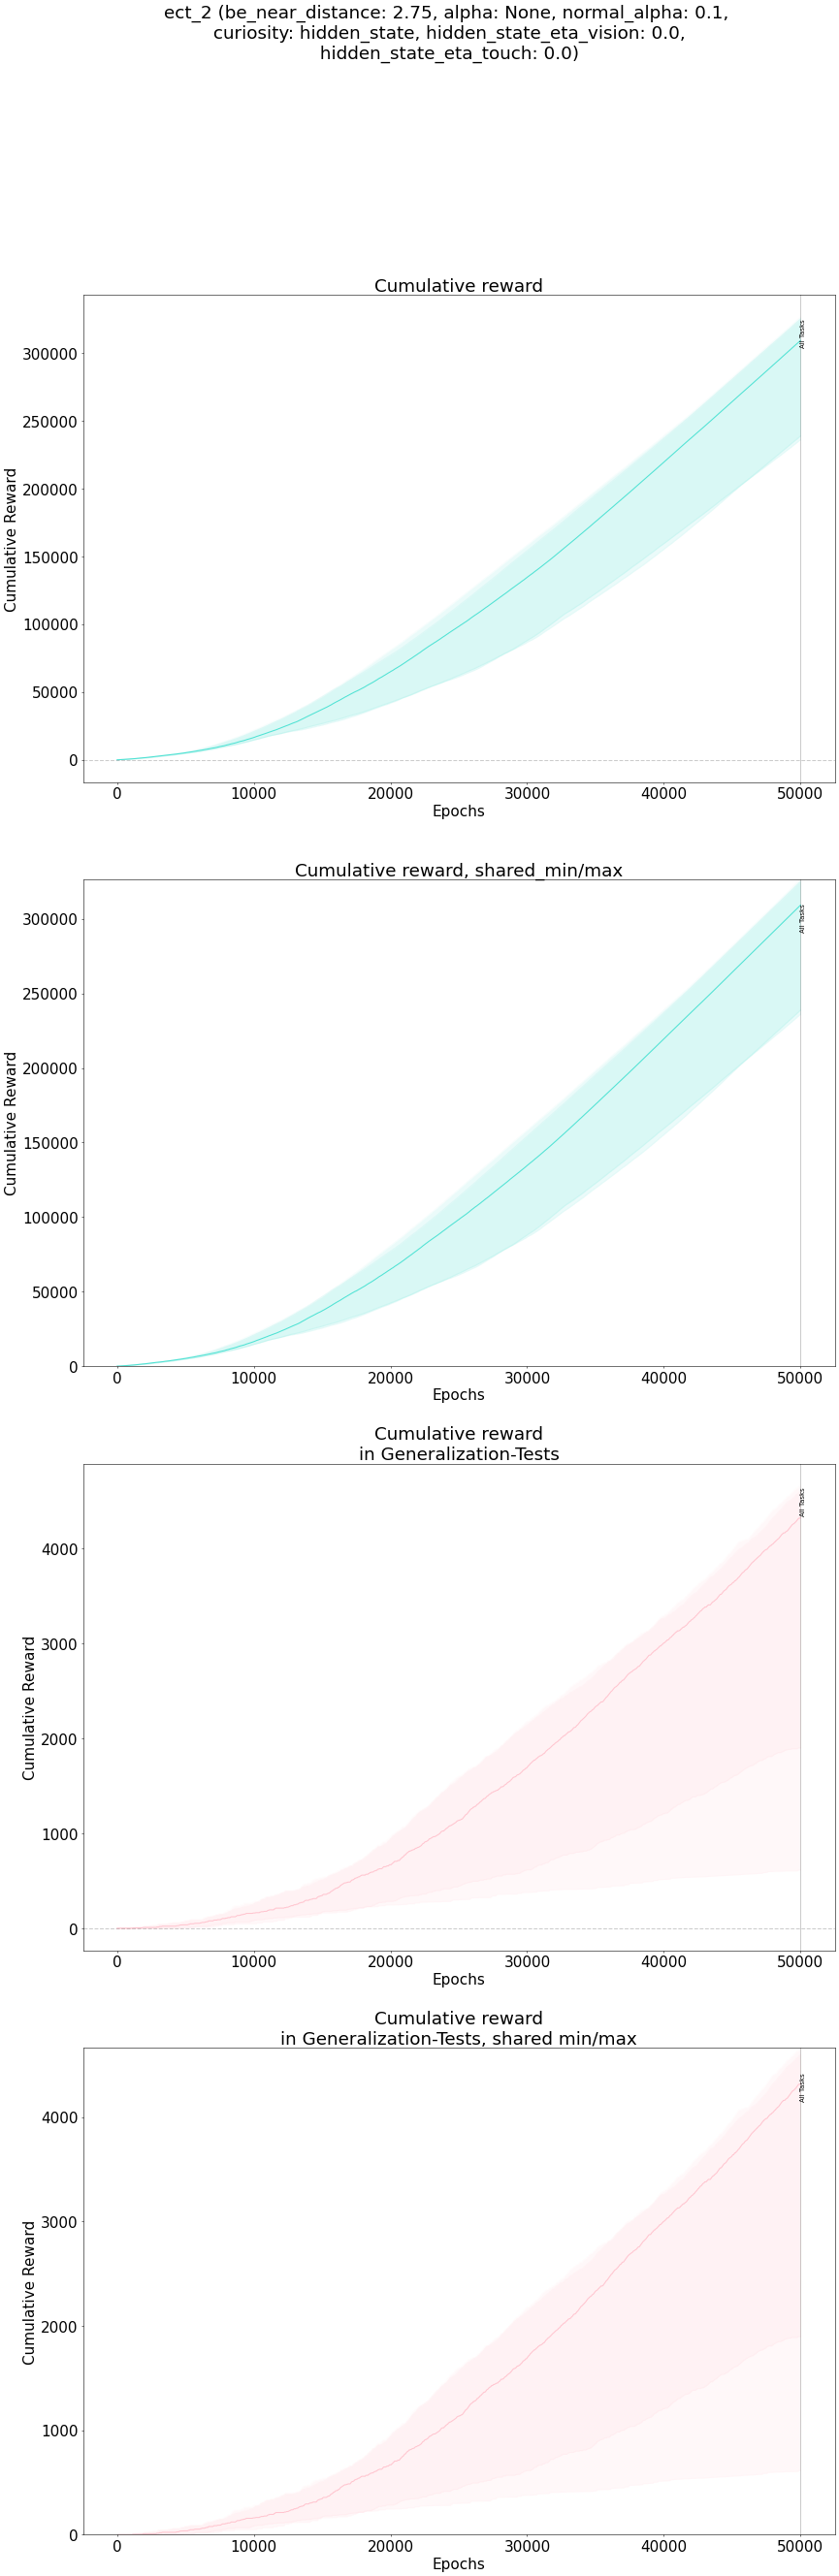 ect_2 (be_near_distance: 2.75, alpha: None, normal_alpha: 0.1,
curiosity: hidden_state, hidden_state_eta_vision: 0.0,
hidden_state_eta_touch: 0.0)
Cumulative reward
300000
250000
200000
150000
100000
50000
0
Cumulative Reward
All Tasks
0 10000 20000 30000 40000 50000
Epochs
Cumulative reward, shared_min/max
300000
250000
200000
150000
100000
50000
0
Cumulative Reward
All Tasks
0 10000 20000 30000 40000 50000
Epochs
Cumulative reward
in Generalization-Tests
4000
3000
2000
1000
0
Cumulative Reward
All Tasks
0 10000 20000 30000 40000 50000
Epochs
Cumulative reward
in Generalization-Tests, shared min/max
4000
3000
2000
1000
0
Cumulative Reward
All Tasks
0 10000 20000 30000 40000 50000
Epochs